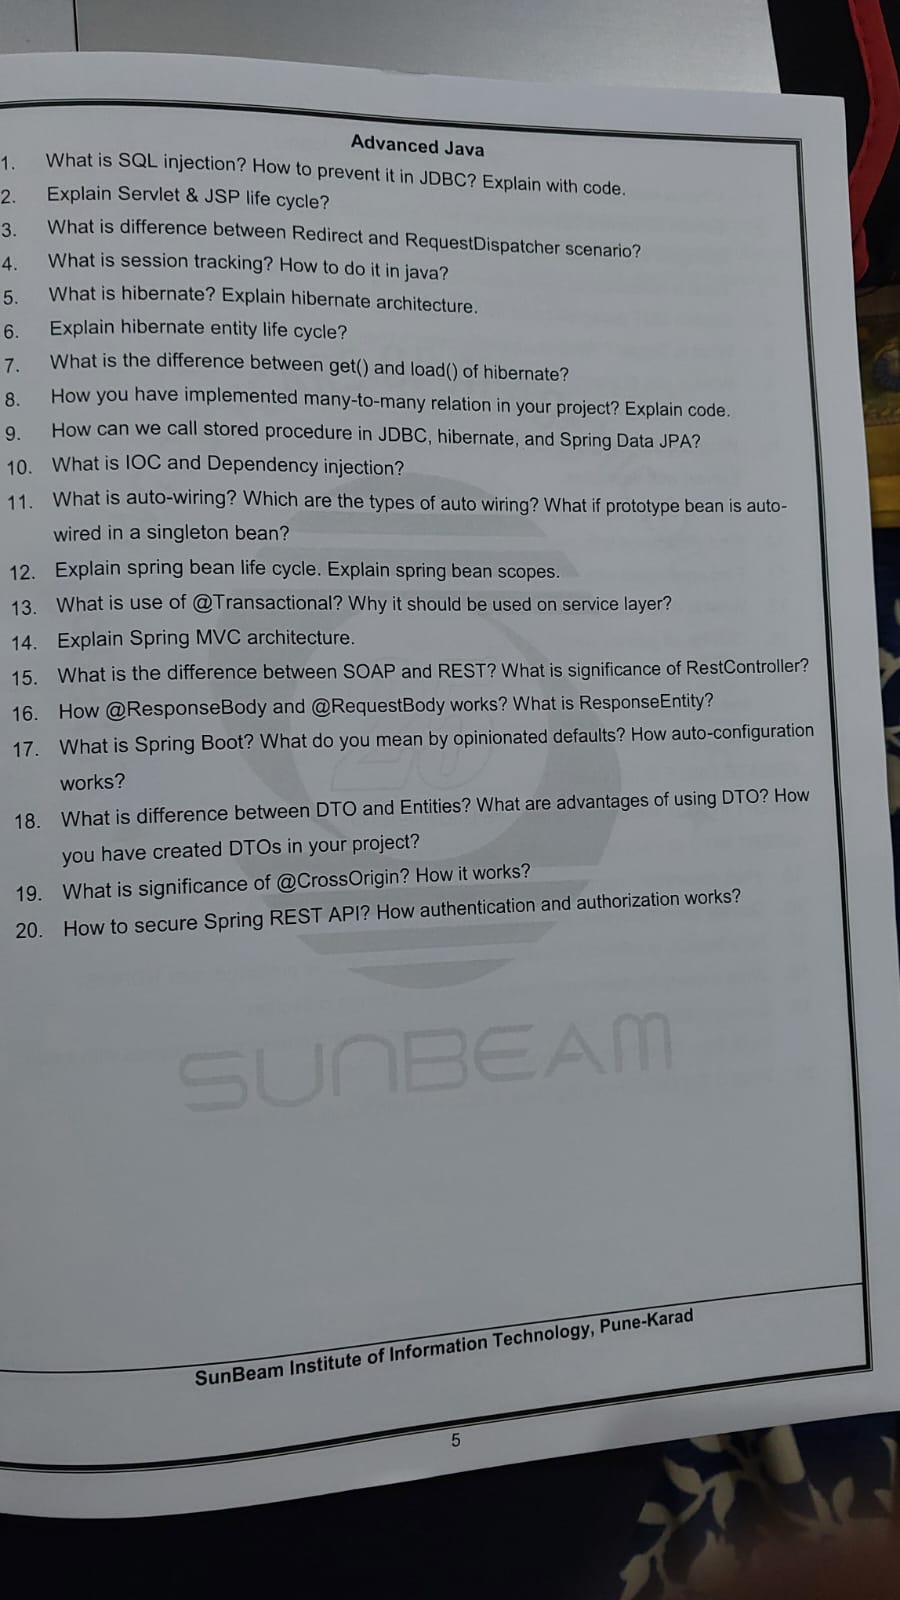 Advanced Java
1. What is SQL injection? How to prevent it in JDBC? Explain with code.
2. Explain Servlet & JSP life cycle?
3. What is difference between Redirect and RequestDispatcher scenario?
4. What is session tracking? How to do it in java?
5. What is hibernate? Explain hibernate architecture.
6. Explain hibernate entity life cycle?
7. What is the difference between get() and load() of hibernate?
8. How you have implemented many-to-many relation in your project? Explain code.
9. How can we call stored procedure in JDBC, hibernate, and Spring Data JPA?
10. What is IOC and Dependency injection?
11. What is auto-wiring? Which are the types of auto wiring? What if prototype bean is auto-
wired in a singleton bean?
12. Explain spring bean life cycle. Explain spring bean scopes.
13. What is use of @Transactional? Why it should be used on service layer?
14. Explain Spring MVC architecture.
15. What is the difference between SOAP and REST? What is significance of RestController?
16. How @ResponseBody and @RequestBody works? What is ResponseEntity?
17. What is Spring Boot? What do you mean by opinionated defaults? How auto-configuration
works?
18. What is difference between DTO and Entities? What are advantages of using DTO? How
you have created DTOs in your project?
19. What is significance of @CrossOrigin? How it works?
20. How to secure Spring REST API? How authentication and authorization works?
SUNBEAM
SunBeam Institute of Information Technology, Pune-Karad
5